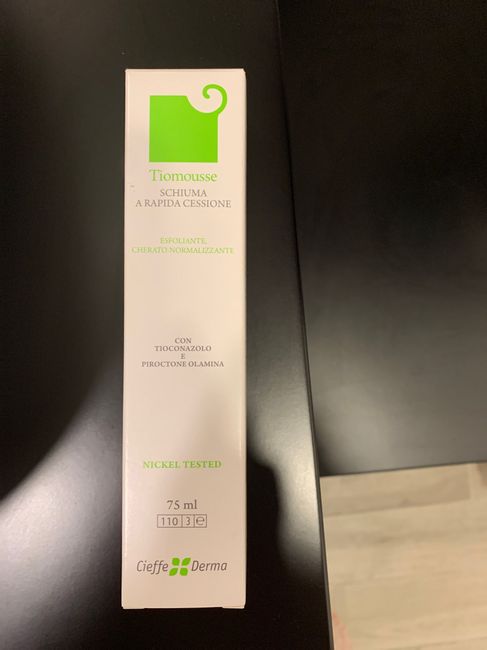 Tiomousse
SCHIUMA
A RAPIDA CESSIONE
ESFOLIANTE,
CHERATO-NORMALIZZANTE
CON
TIOCONAZOLO
E
PIROCTONE OLAMINA
NICKEL TESTED
75 ml
110 3 e
Cieffe Derma